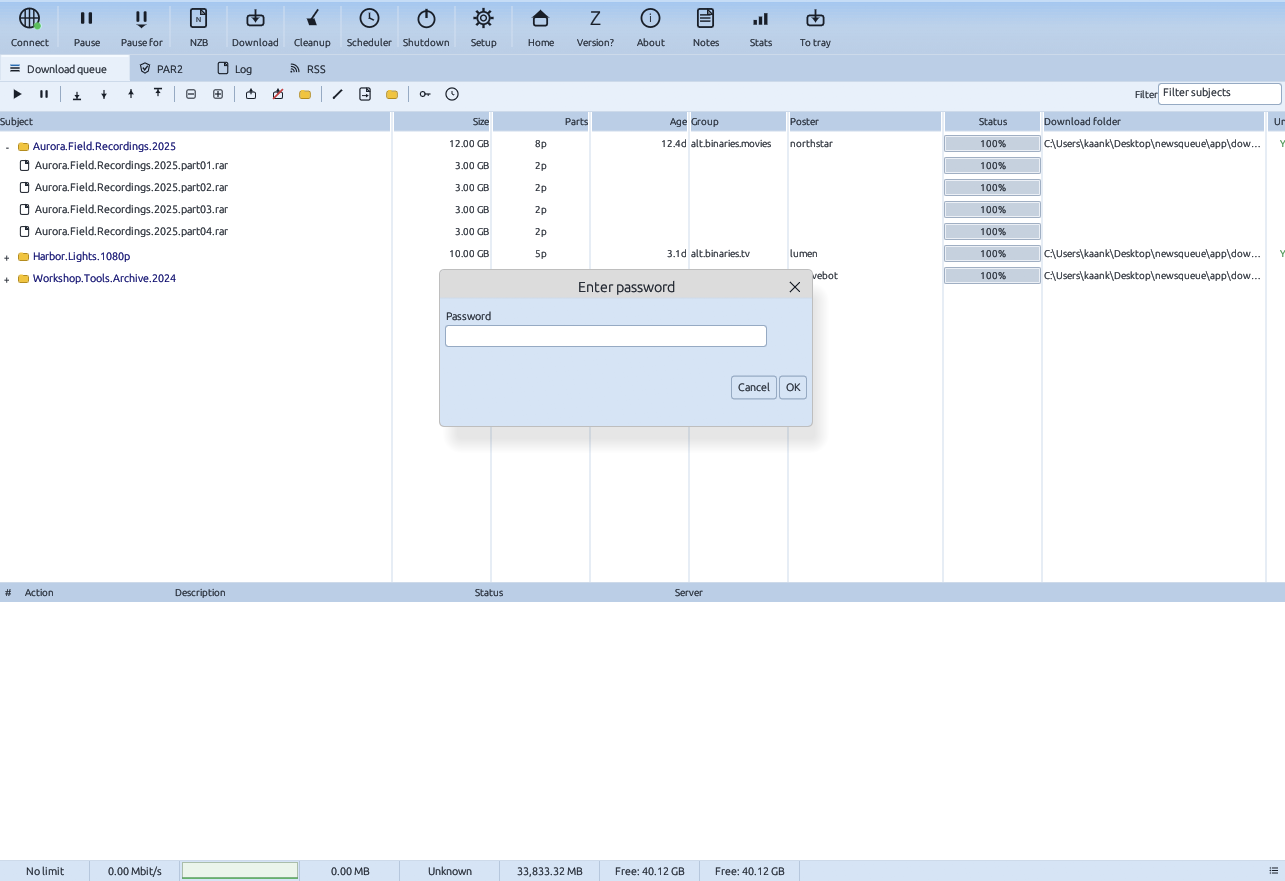 Connect Pause Pause for NZB Download Cleanup Scheduler Shutdown Setup Home Version? About Notes Stats To tray
Download queue PAR2 Log RSS
Filter Filter subjects
Subject Size Parts Age Group Poster Status Download folder Un
- Aurora.Field.Recordings.2025 12.00 GB 8p 12.4d alt.binaries.movies northstar 100% C:\Users\kaank\Desktop\newsqueue\app\dow... Y
Aurora.Field.Recordings.2025.part01.rar 3.00 GB 2p 100%
Aurora.Field.Recordings.2025.part02.rar 3.00 GB 2p 100%
Aurora.Field.Recordings.2025.part03.rar 3.00 GB 2p 100%
Aurora.Field.Recordings.2025.part04.rar 3.00 GB 2p 100%
+ Harbor.Lights.1080p 10.00 GB 5p 3.1d alt.binaries.tv lumen 100% C:\Users\kaank\Desktop\newsqueue\app\dow... Y
+ Workshop.Tools.Archive.2024 vebot 100% C:\Users\kaank\Desktop\newsqueue\app\dow...
Enter password
Password
Cancel OK
# Action Description Status Server
No limit 0.00 Mbit/s 0.00 MB Unknown 33,833.32 MB Free: 40.12 GB Free: 40.12 GB